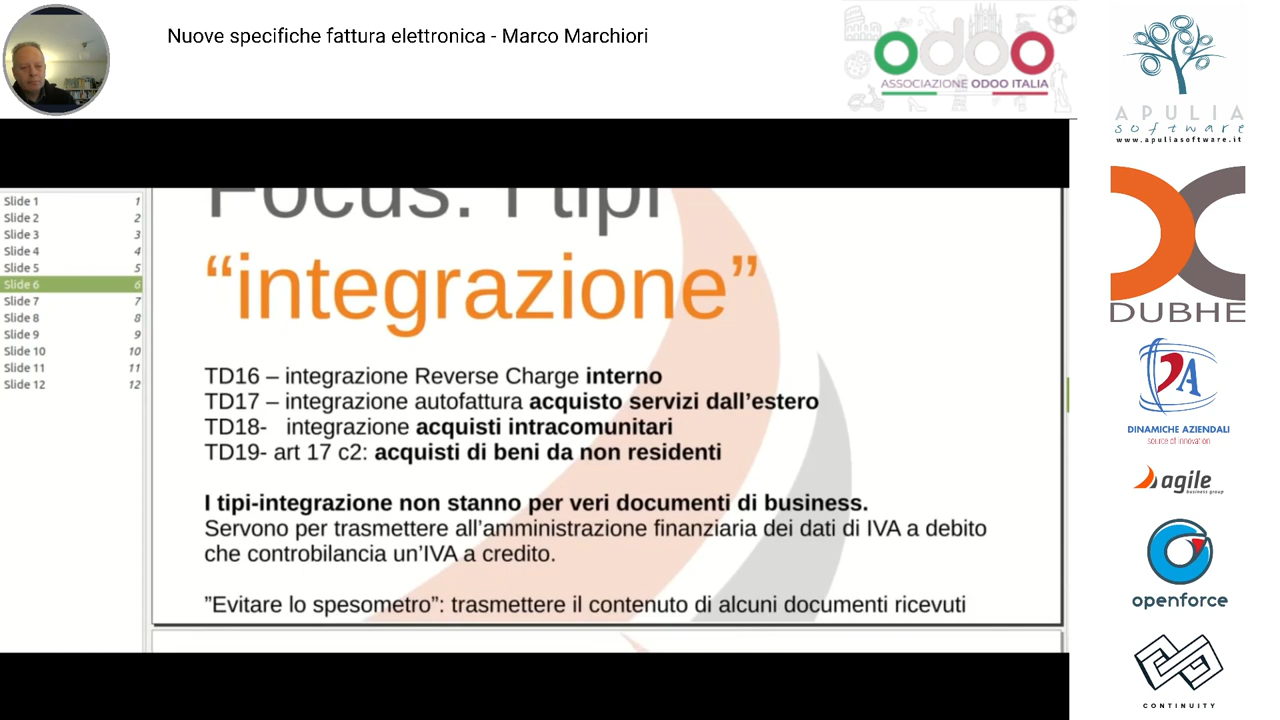 Nuove specifiche fattura elettronica - Marco Marchiori
odoo
ASSOCIAZIONE ODOO ITALIA
APULIA
software
www.apuliasoftware.it
DUBHE
DA
DINAMICHE AZIENDALI
source of innovation
agile
business group
openforce
CONTINUITY
Slide 1 1
Slide 2 2
Slide 3 3
Slide 4 4
Slide 5 5
Slide 6 6
Slide 7 7
Slide 8 8
Slide 9 9
Slide 10 10
Slide 11 11
Slide 12 12
Focus: I tipi
“integrazione”
TD16 – integrazione Reverse Charge interno
TD17 – integrazione autofattura acquisto servizi dall’estero
TD18- integrazione acquisti intracomunitari
TD19- art 17 c2: acquisti di beni da non residenti
I tipi-integrazione non stanno per veri documenti di business.
Servono per trasmettere all’amministrazione finanziaria dei dati di IVA a debito
che controbilancia un’IVA a credito.
”Evitare lo spesometro”: trasmettere il contenuto di alcuni documenti ricevuti